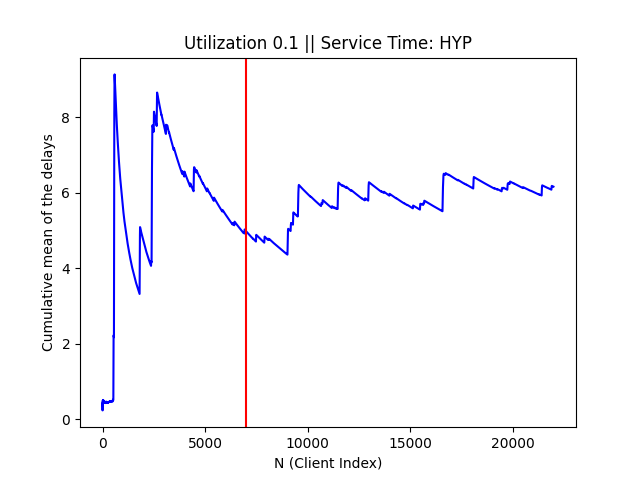 Utilization 0.1 || Service Time: HYP
Cumulative mean of the delays
8
6
4
2
0
0 5000 10000 15000 20000
N (Client Index)